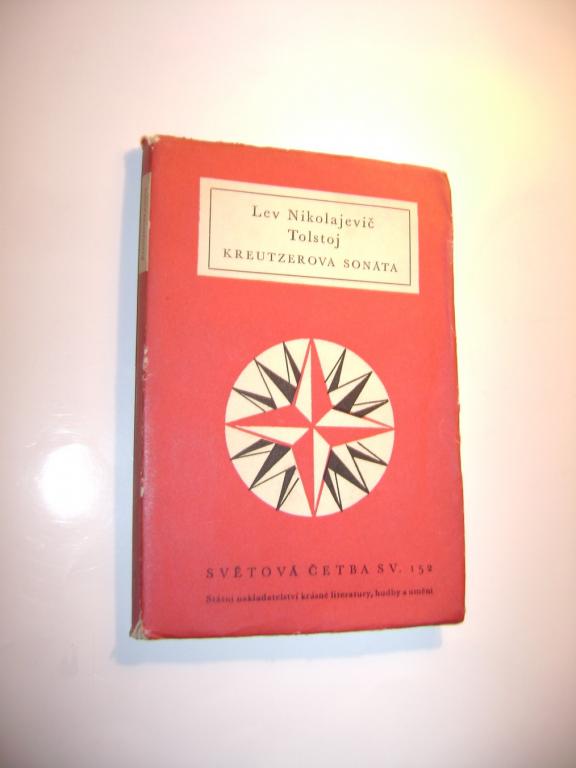 Lev Nikolajevič
Tolstoj
KREUTZEROVA SONÁTA
SVĚTOVÁ ČETBA SV. 152
Státní nakladatelství krásné literatury, hudby a umění